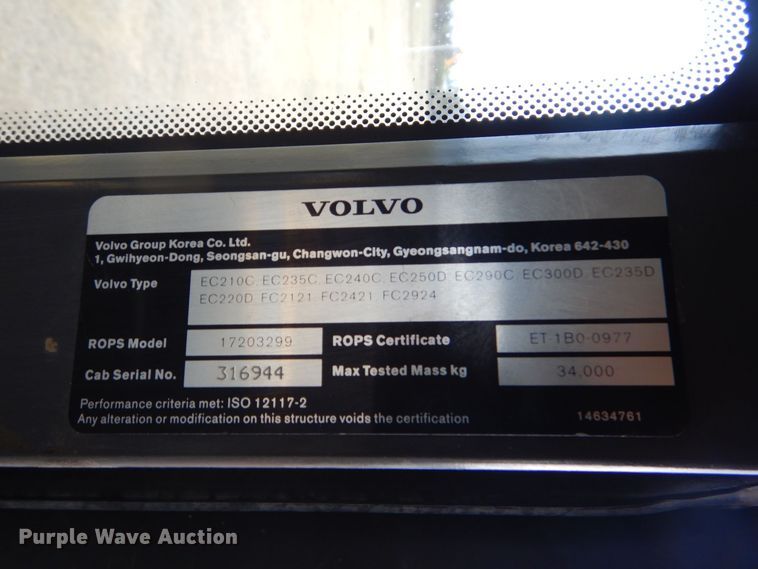 VOLVO
Volvo Group Korea Co. Ltd.
1, Gwihyeon-Dong, Seongsan-gu, Changwon-City, Gyeongsangnam-do, Korea 642-430
Volvo Type EC210C, EC235C, EC240C, EC250D, EC290C, EC300D, EC235D
EC220D, FC2121, FC2421, FC2924
ROPS Model 17203299 ROPS Certificate ET-1B0-0977
Cab Serial No. 316944 Max Tested Mass kg 34,000
Performance criteria met: ISO 12117-2
Any alteration or modification on this structure voids the certification 14634761
Purple Wave Auction